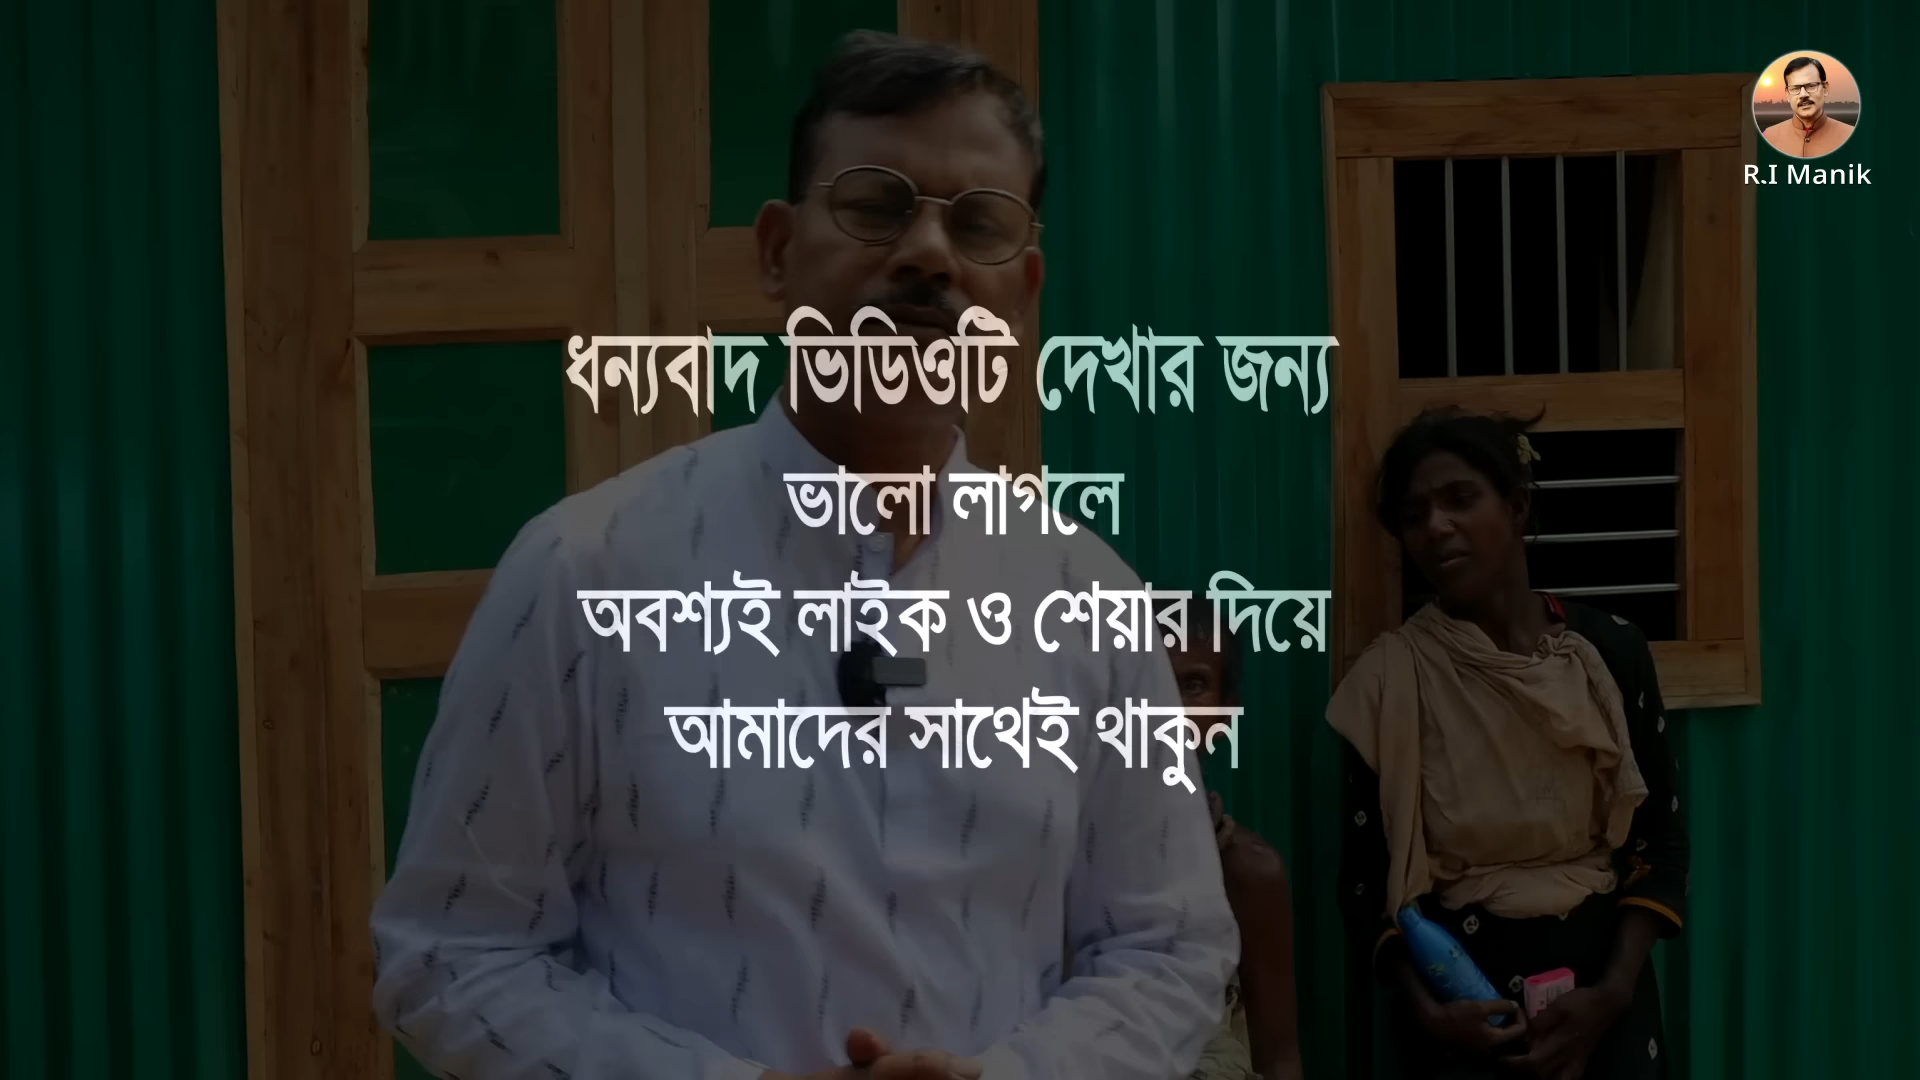 R.I Manik
ধন্যবাদ ভিডিওটি দেখার জন্য
ভালো লাগলে
অবশ্যই লাইক ও শেয়ার দিয়ে
আমাদের সাথেই থাকুন